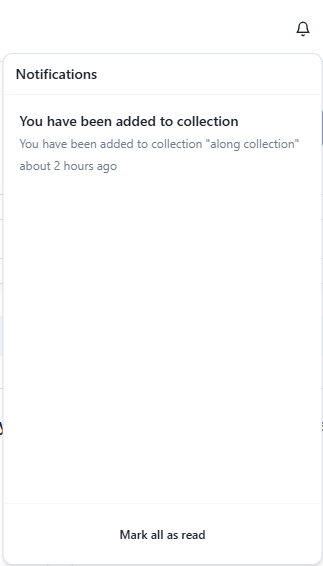 Notifications
You have been added to collection
You have been added to collection "along collection"
about 2 hours ago
Mark all as read